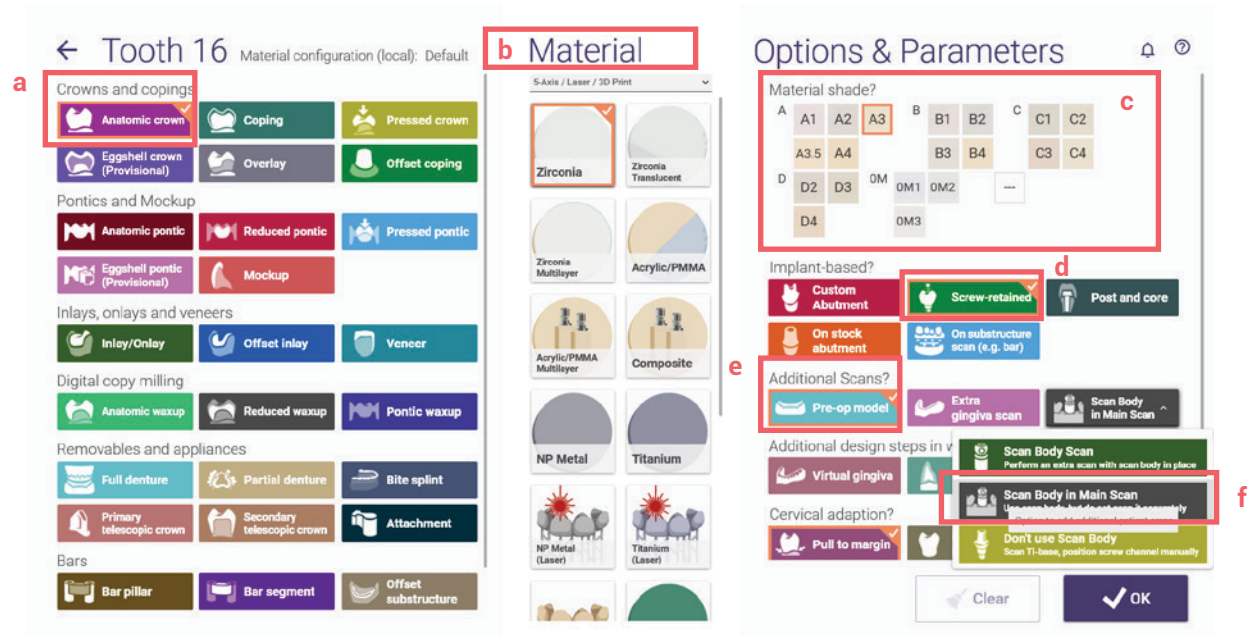 Tooth 16 Material configuration (local): Default
a
Crowns and copings
Anatomic crown
Coping
Pressed crown
Eggshell crown
(Provisional)
Overlay
Offset coping
Pontics and Mockup
Anatomic pontic
Reduced pontic
Pressed pontic
Eggshell pontic
(Provisional)
Mockup
Inlays, onlays and veneers
Inlay/Onlay
Offset inlay
Veneer
Digital copy milling
Anatomic waxup
Reduced waxup
Pontic waxup
Removables and appliances
Full denture
Partial denture
Bite splint
Primary
telescopic crown
Secondary
telescopic crown
Attachment
Bars
Bar pillar
Bar segment
Offset
substructure
b Material
5-Axis / Laser / 3D Print
Zirconia
Zirconia
Translucent
Zirconia
Multilayer
Acrylic/PMMA
Acrylic/PMMA
Multilayer
Composite
NP Metal
Titanium
NP Metal
(Laser)
Titanium
(Laser)
Options & Parameters
Material shade?
c
A A1 A2 A3 B B1 B2 C C1 C2
A3.5 A4 B3 B4 C3 C4
D D2 D3 0M 0M1 0M2 ---
D4 0M3
Implant-based?
d
Custom
Abutment
Screw-retained
Post and core
On stock
abutment
On substructure
scan (e.g. bar)
e
Additional Scans?
Pre-op model
Extra
gingiva scan
Scan Body
in Main Scan
Additional design steps in
Virtual gingiva
Scan Body Scan
Perform an extra scan with scan body in place
f
Scan Body in Main Scan
Don't use Scan Body
Scan Ti-base, position screw channel manually
Cervical adaption?
Pull to margin
Clear
OK